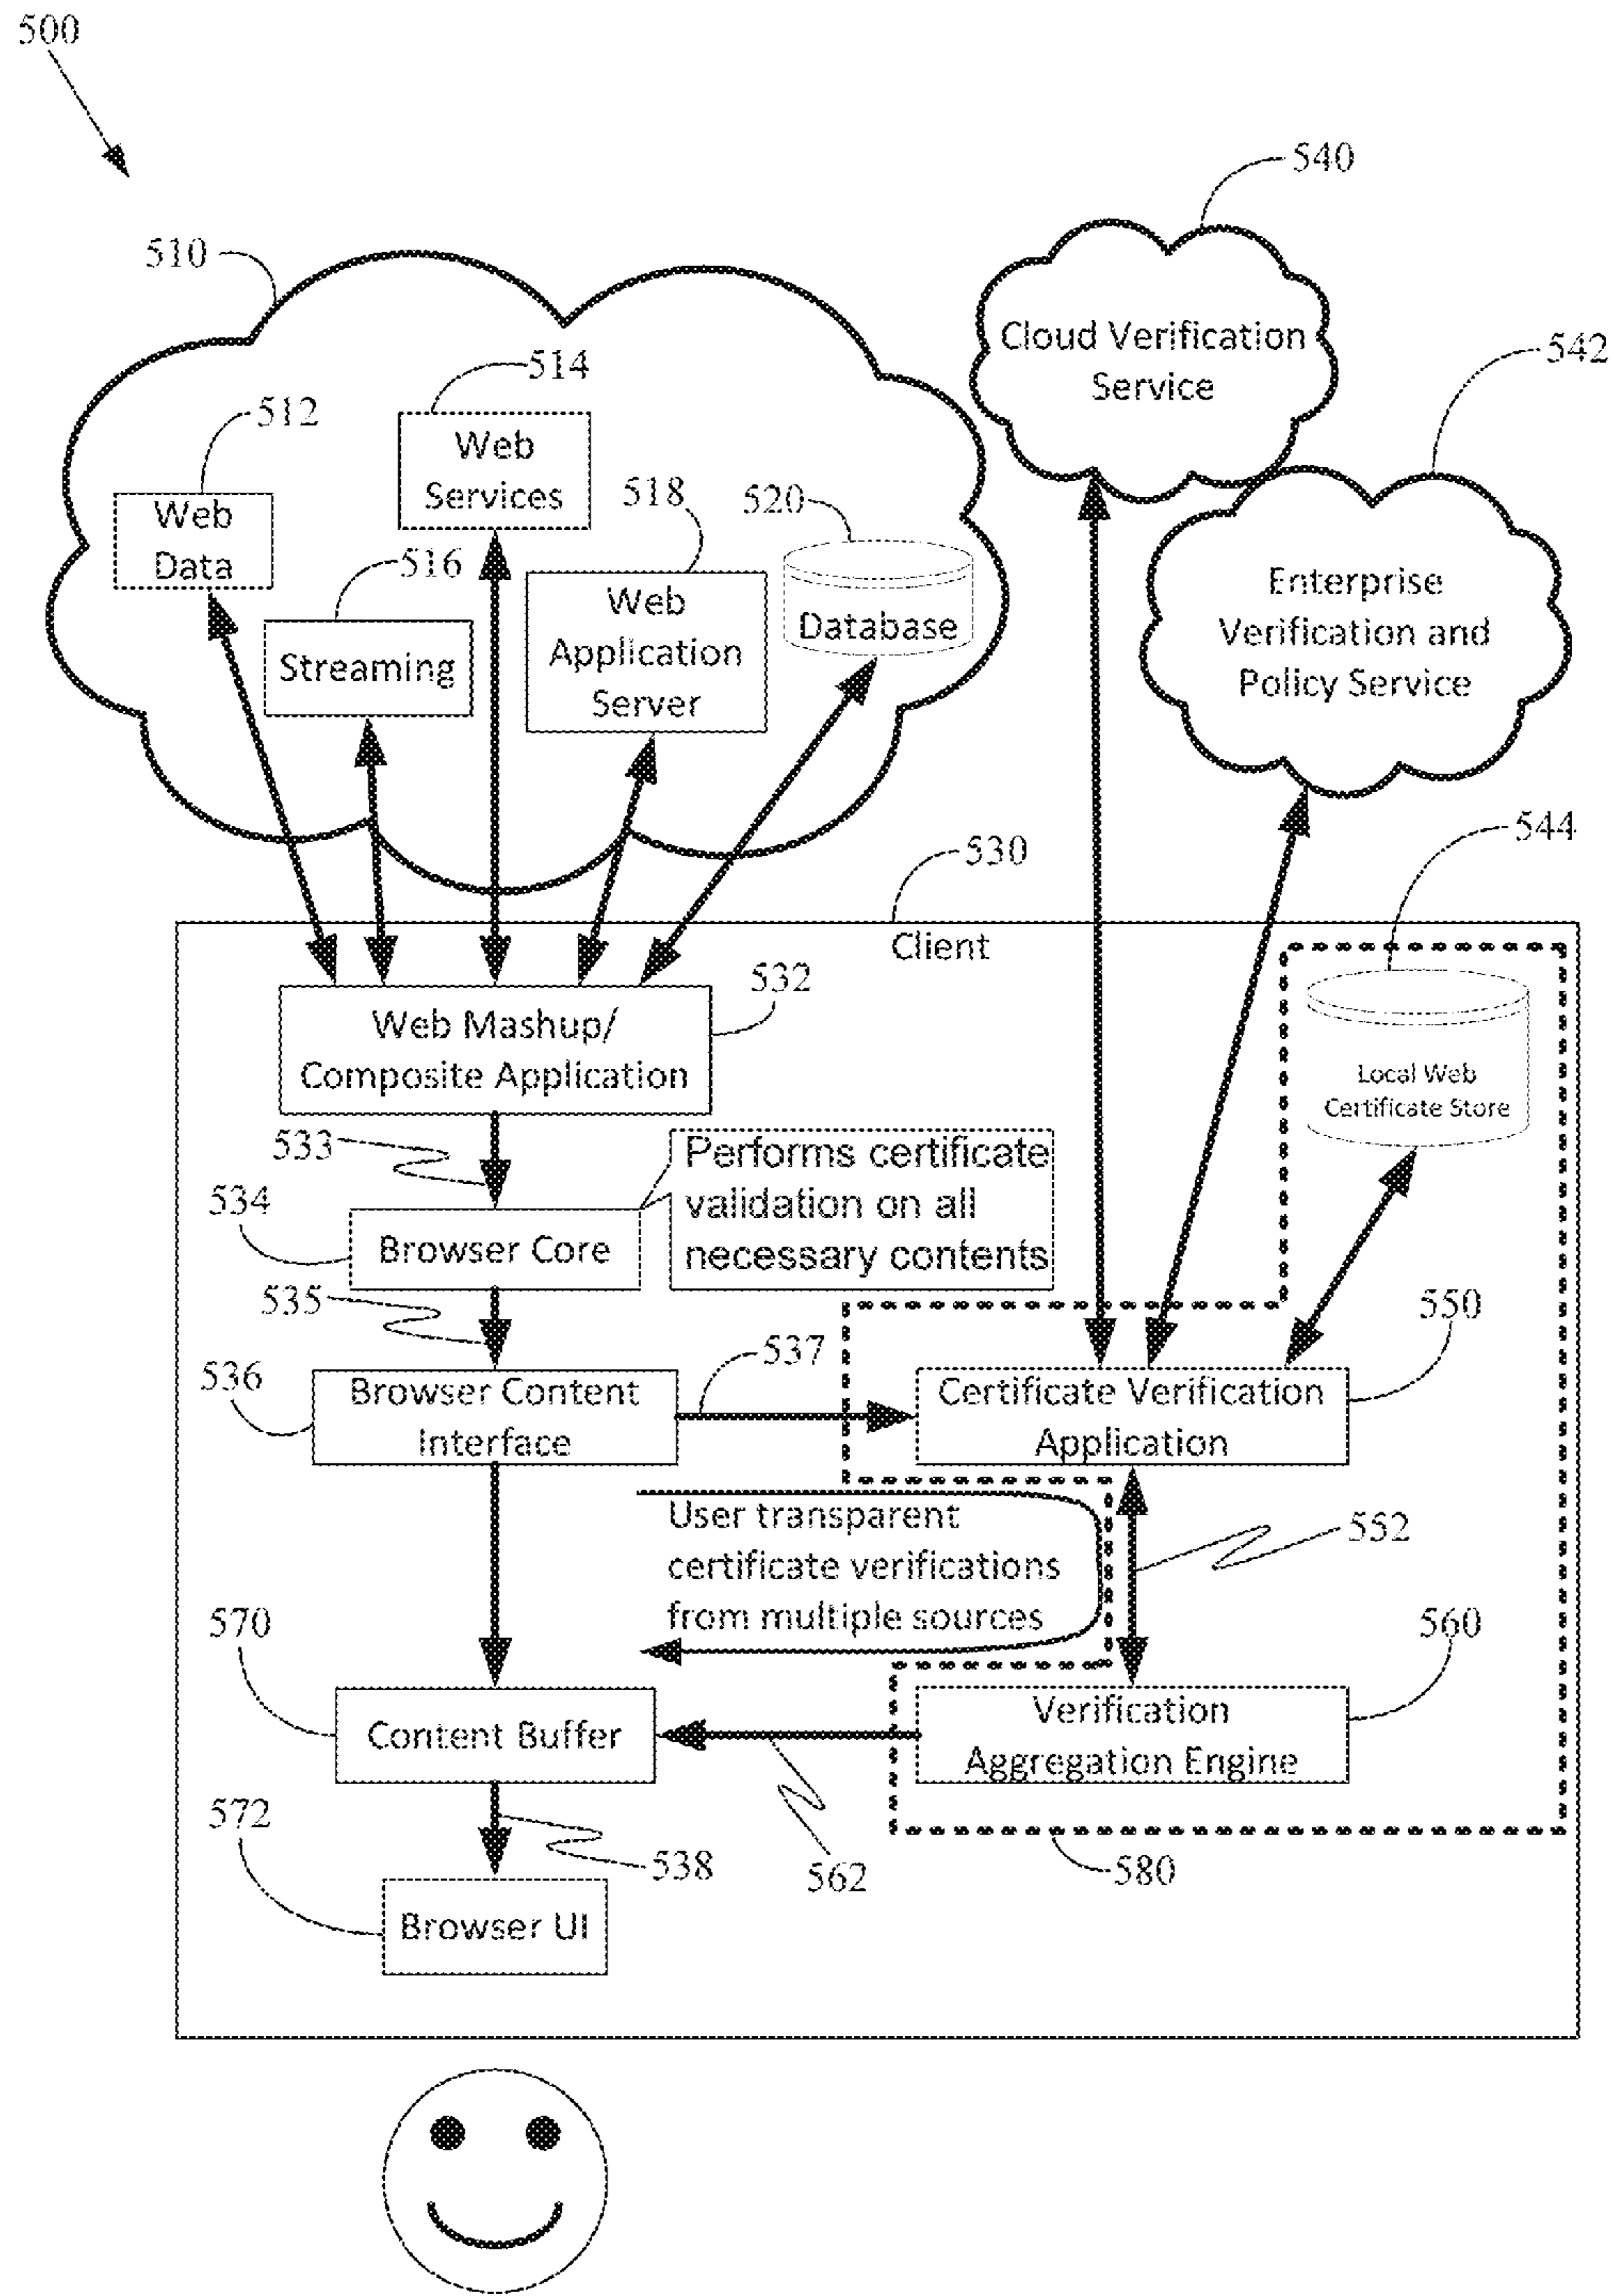 500
540
510
Cloud Verification
Service
542
514
512
Web
Services
518
520
Web
Data
516
Web
Application
Server
Database
Streaming
Enterprise
Verification and
Policy Service
544
530
Client
532
Web Mashup/
Composite Application
Local Web
Certificate Store
533
Performs certificate
validation on all
necessary contents
534
Browser Core
535
550
537
536
Browser Content
Interface
Certificate Verification
Application
User transparent
certificate verifications
from multiple sources
552
570
560
Content Buffer
Verification
Aggregation Engine
572
538
562
580
Browser UI